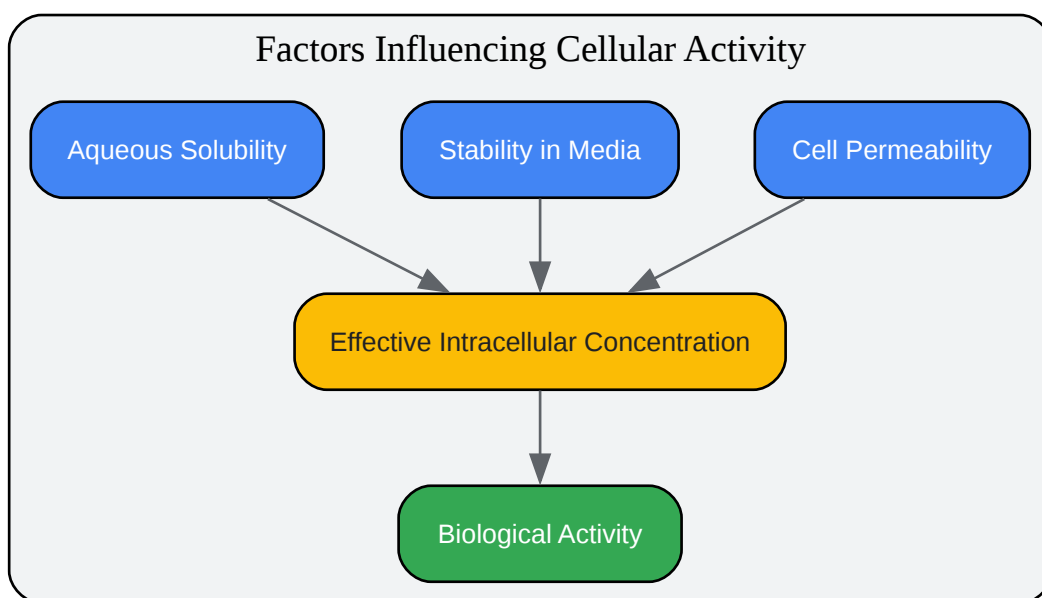 Factors Influencing Cellular Activity
Aqueous Solubility
Stability in Media
Cell Permeability
Effective Intracellular Concentration
Biological Activity